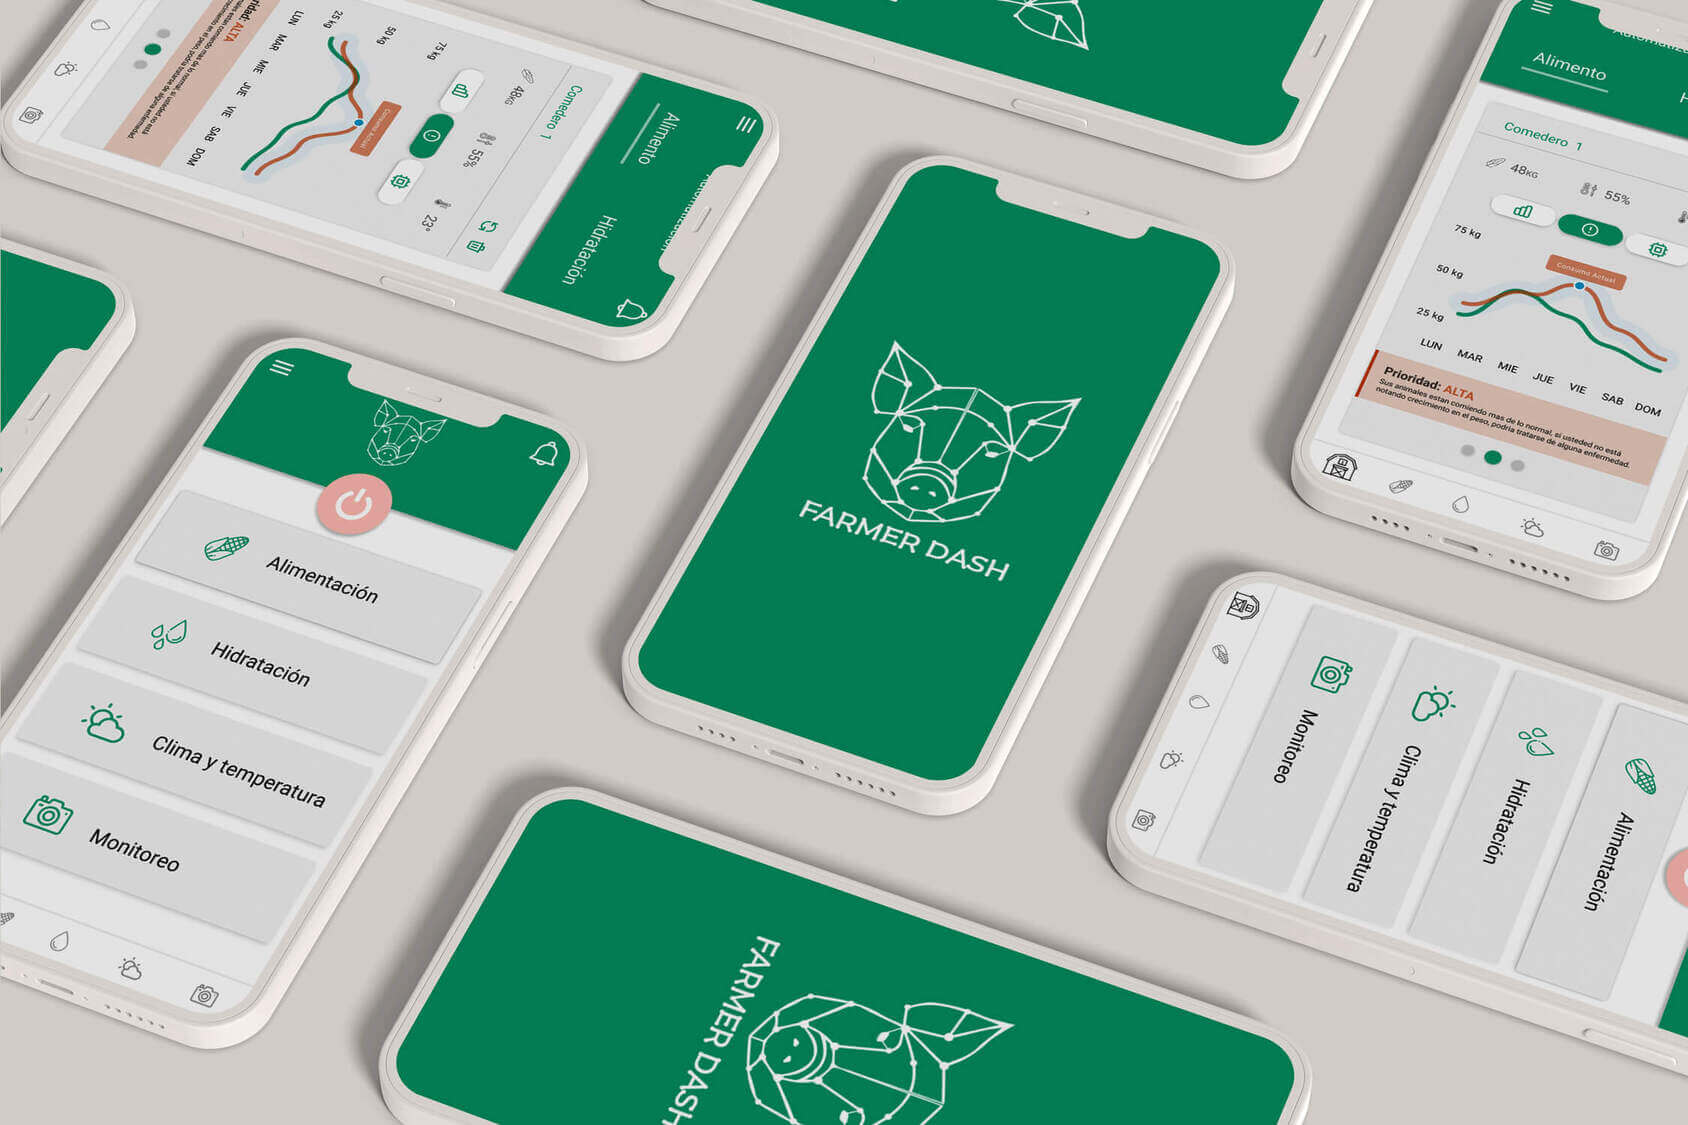 25 kg
50 kg
75 kg
LUN
MAR
MIE
JUE
VIE
SAB
DOM
ALTA
Consumo Actual
48KG
55%
23°
Comedero 1
Alimento
Hidratación
Alimentación
Hidratación
Clima y temperatura
Monitoreo
FARMER DASH
FARMER DASH
Alimento
H
Comedero 1
48KG
55%
75 kg
50 kg
25 kg
Consumo Actual
LUN MAR MIE JUE VIE SAB DOM
Prioridad: ALTA
Sus animales estan comiendo mas de lo normal, si usteded no está
notando crecimiento en el peso, podria tratarse de alguna enfermedad.
Monitoreo
Clima y temperatura
Hidratación
Alimentación